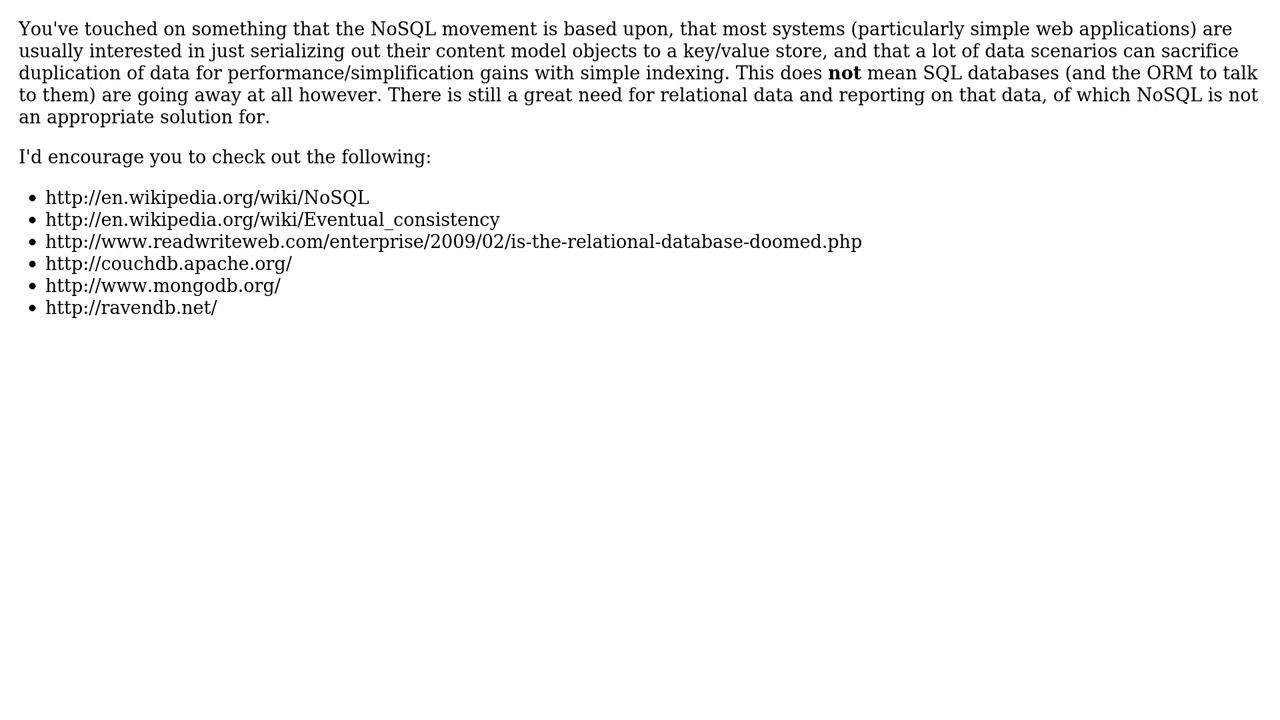 You've touched on something that the NoSQL movement is based upon, that most systems (particularly simple web applications) are
usually interested in just serializing out their content model objects to a key/value store, and that a lot of data scenarios can sacrifice
duplication of data for performance/simplification gains with simple indexing. This does not mean SQL databases (and the ORM to talk
to them) are going away at all however. There is still a great need for relational data and reporting on that data, of which NoSQL is not
an appropriate solution for.
I'd encourage you to check out the following:
• http://en.wikipedia.org/wiki/NoSQL
• http://en.wikipedia.org/wiki/Eventual_consistency
• http://www.readwriteweb.com/enterprise/2009/02/is-the-relational-database-doomed.php
• http://couchdb.apache.org/
• http://www.mongodb.org/
• http://ravendb.net/